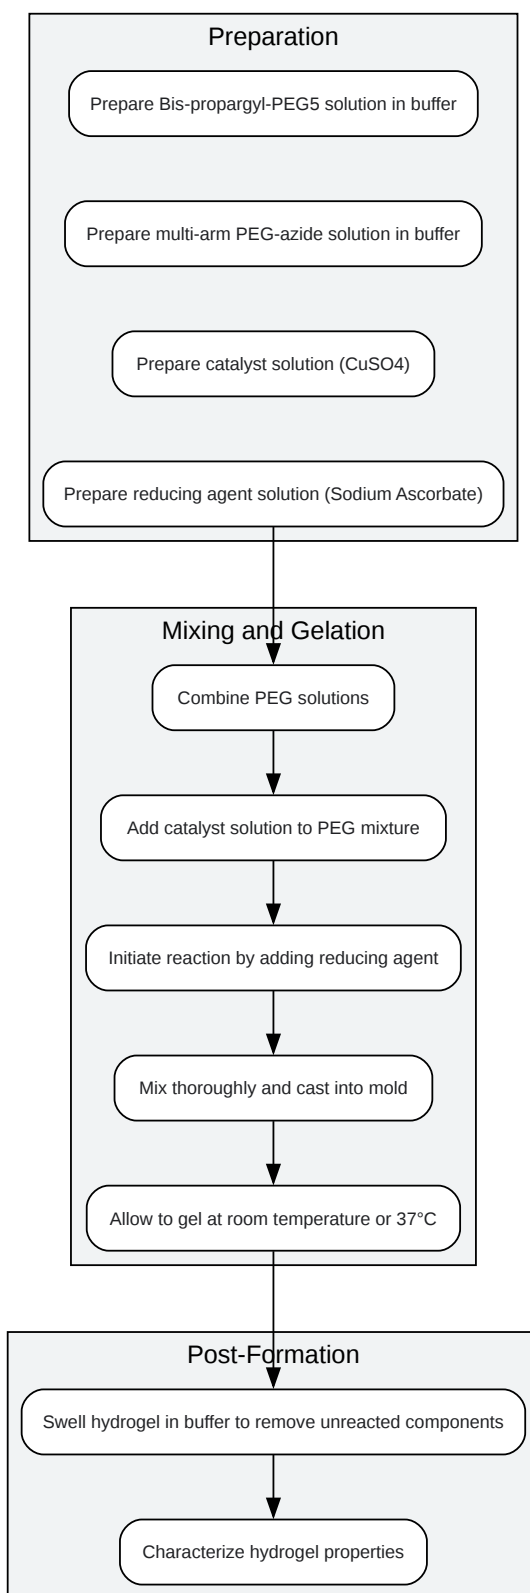 Preparation
Prepare Bis-propargyl-PEG5 solution in buffer
Prepare multi-arm PEG-azide solution in buffer
Prepare catalyst solution (CuSO4)
Prepare reducing agent solution (Sodium Ascorbate)
Mixing and Gelation
Combine PEG solutions
Add catalyst solution to PEG mixture
Initiate reaction by adding reducing agent
Mix thoroughly and cast into mold
Allow to gel at room temperature or 37°C
Post-Formation
Swell hydrogel in buffer to remove unreacted components
Characterize hydrogel properties